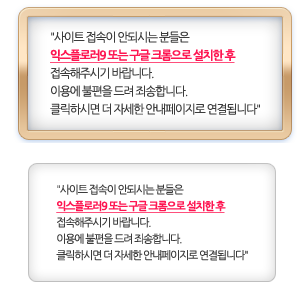 "사이트 접속이 안되시는 분들은
익스플로러9 또는 구글 크롬으로 설치한 후
접속해주시기 바랍니다.
이용에 불편을 드려 죄송합니다.
클릭하시면 더 자세한 안내페이지로 연결됩니다"
"사이트 접속이 안되시는 분들은
익스플로러9 또는 구글 크롬으로 설치한 후
접속해주시기 바랍니다.
이용에 불편을 드려 죄송합니다.
클릭하시면 더 자세한 안내페이지로 연결됩니다"